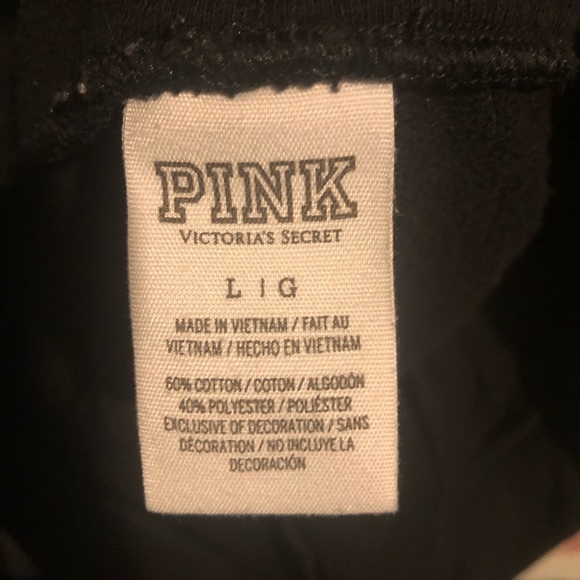 PINK
VICTORIA'S SECRET
L | G
MADE IN VIETNAM / FAIT AU
VIETNAM / HECHO EN VIETNAM
60% COTTON / COTON / ALGODÓN
40% POLYESTER / POLIÉSTER
EXCLUSIVE OF DECORATION / SANS
DÉCORATION / NO INCLUYE LA
DECORACIÓN